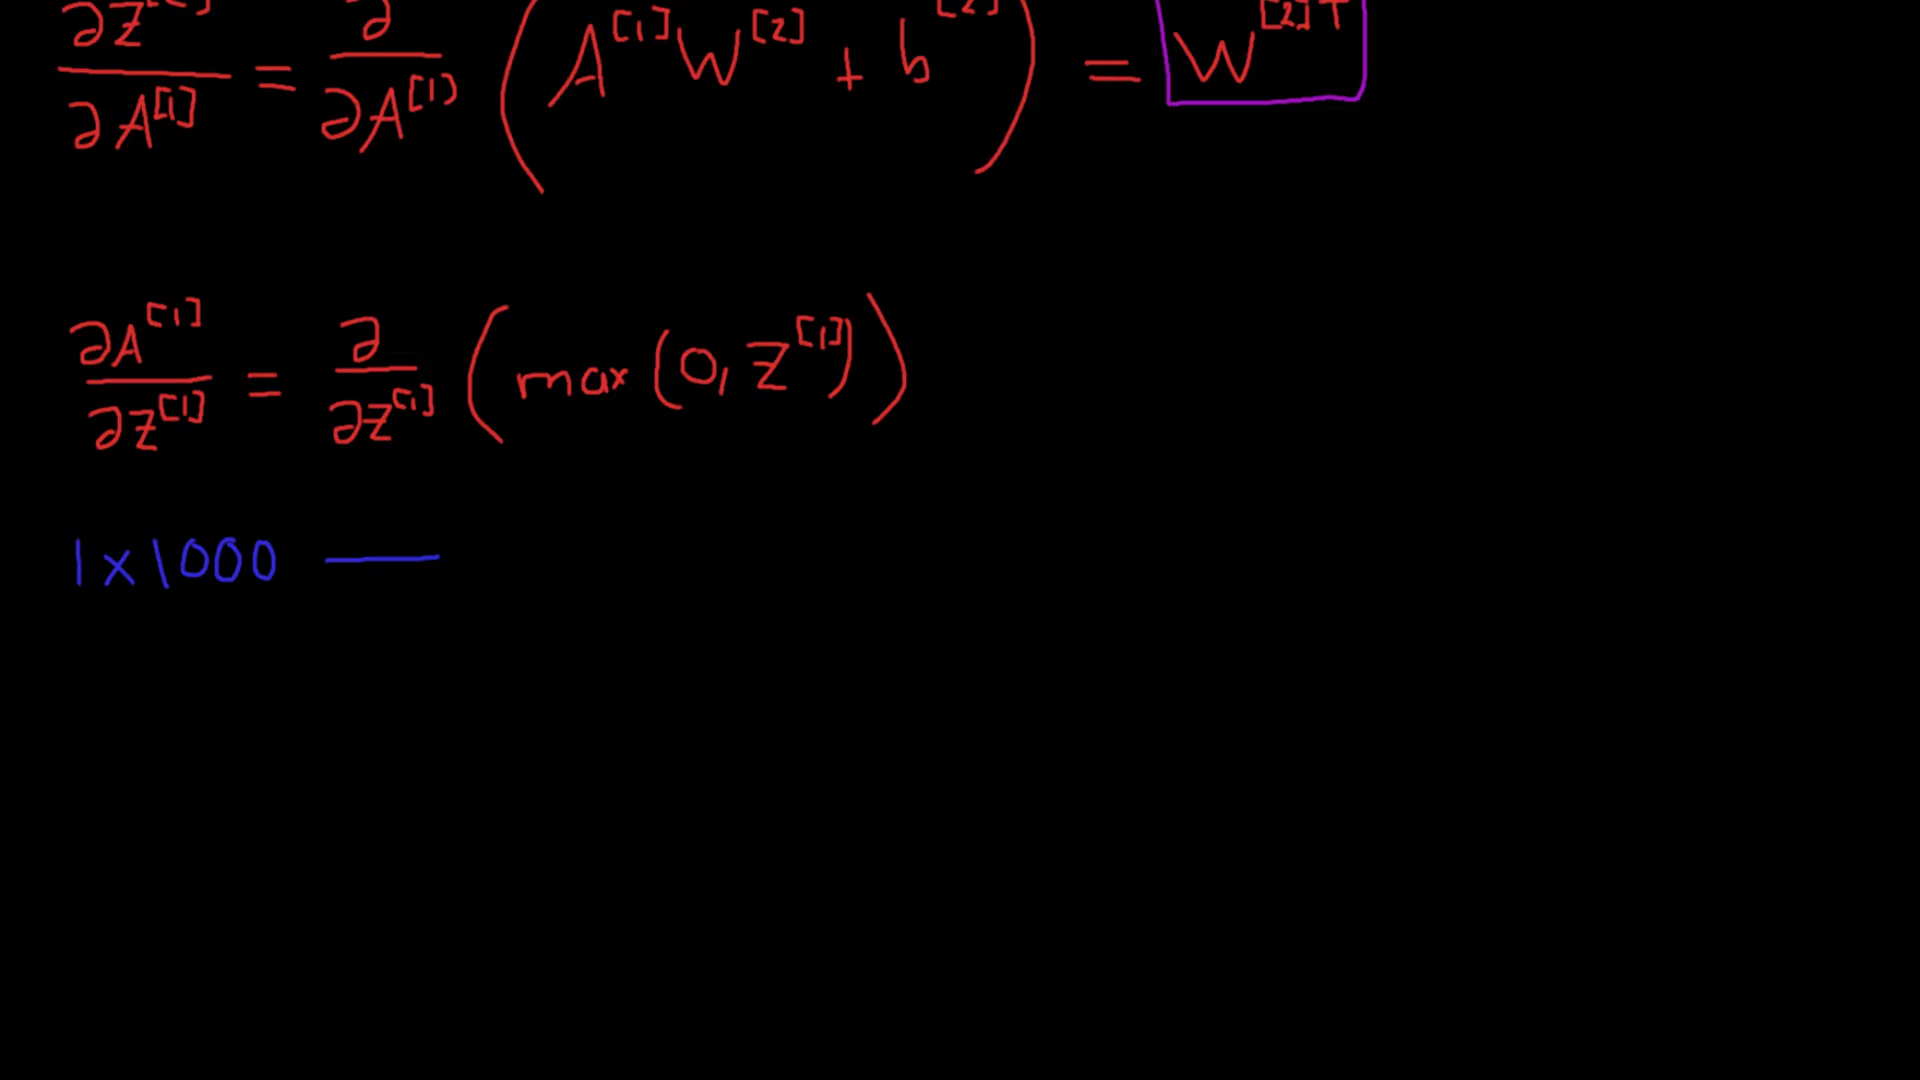 ∂Z^[2] / ∂A^[1] = ∂/∂A^[1] (A^[1] W^[2] + b^[2]) = W^[2]T
∂A^[1] / ∂Z^[1] = ∂/∂Z^[1] (max(0, Z^[1]))
1x1000 —